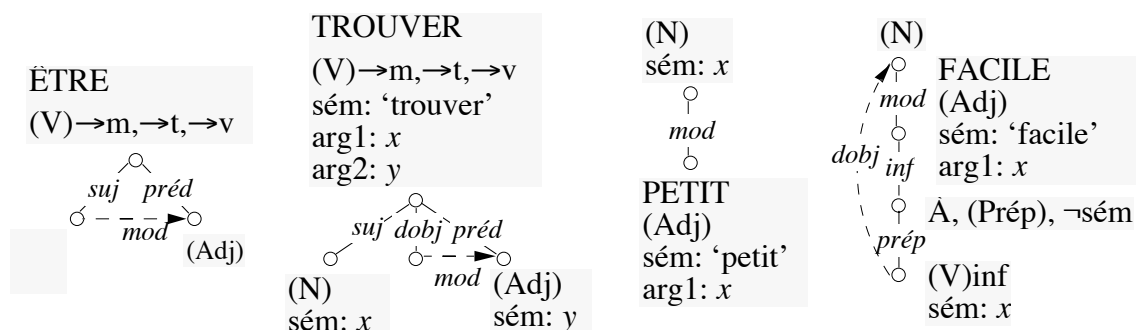 ÊTRE
(V)→m,→t,→v
suj préd
mod
(Adj)
TROUVER
(V)→m,→t,→v
sém: ‘trouver’
arg1: x
arg2: y
suj dobj préd
mod
(N)
sém: x
(Adj)
sém: y
(N)
sém: x
mod
PETIT
(Adj)
sém: ‘petit’
arg1: x
(N)
FACILE
(Adj)
sém: ‘facile’
arg1: x
mod
dobj
inf
À, (Prép), ¬sém
prép
(V)inf
sém: x